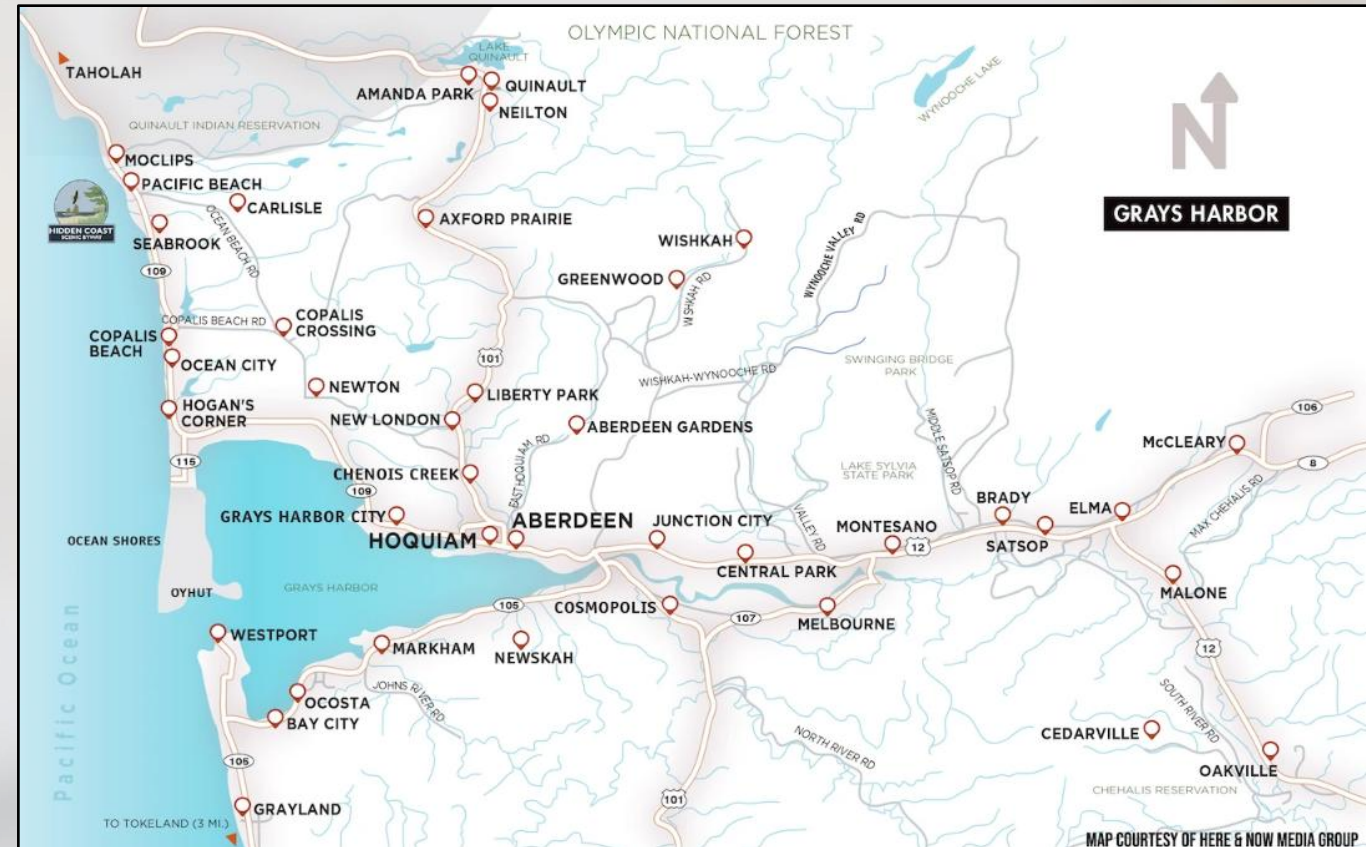 OLYMPIC NATIONAL FOREST
LAKE
QUINAULT
TAHOLAH
AMANDA PARK
QUINAULT
NEILTON
WYNOOCHE LAKE
N
QUINAULT INDIAN RESERVATION
MOCLIPS
PACIFIC BEACH
CARLISLE
HIDDEN COAST
SCENIC BYWAY
SEABROOK
OCEAN BEACH RD
AXFORD PRAIRIE
WISHKAH
GRAYS HARBOR
109
GREENWOOD
WISHKAH RD
WYNOOCHE VALLEY RD
COPALIS BEACH RD
COPALIS
CROSSING
COPALIS
BEACH
OCEAN CITY
101
SWINGING BRIDGE
PARK
WISHKAH-WYNOOCHE RD
NEWTON
LIBERTY PARK
HOGAN'S
CORNER
NEW LONDON
ABERDEEN GARDENS
MIDDLE SATSOP RD
106
McCLEARY
115
8
CHENOIS CREEK
EAST HOQUIAM RD
LAKE SYLVIA
STATE PARK
109
MAX CHEHALIS RD
GRAYS HARBOR CITY
ABERDEEN
HOQUIAM
JUNCTION CITY
VALLEY RD
MONTESANO
12
BRADY
SATSOP
ELMA
OCEAN SHORES
CENTRAL PARK
OYHUT
GRAYS HARBOR
105
COSMOPOLIS
107
MELBOURNE
MALONE
WESTPORT
MARKHAM
NEWSKAH
12
JOHNS RIVER RD
OCOSTA
BAY CITY
SOUTH RIVER RD
NORTH RIVER RD
CEDARVILLE
OAKVILLE
Pacific Ocean
105
101
CHEHALIS RESERVATION
GRAYLAND
TO TOKELAND (3 MI.)
MAP COURTESY OF HERE & NOW MEDIA GROUP